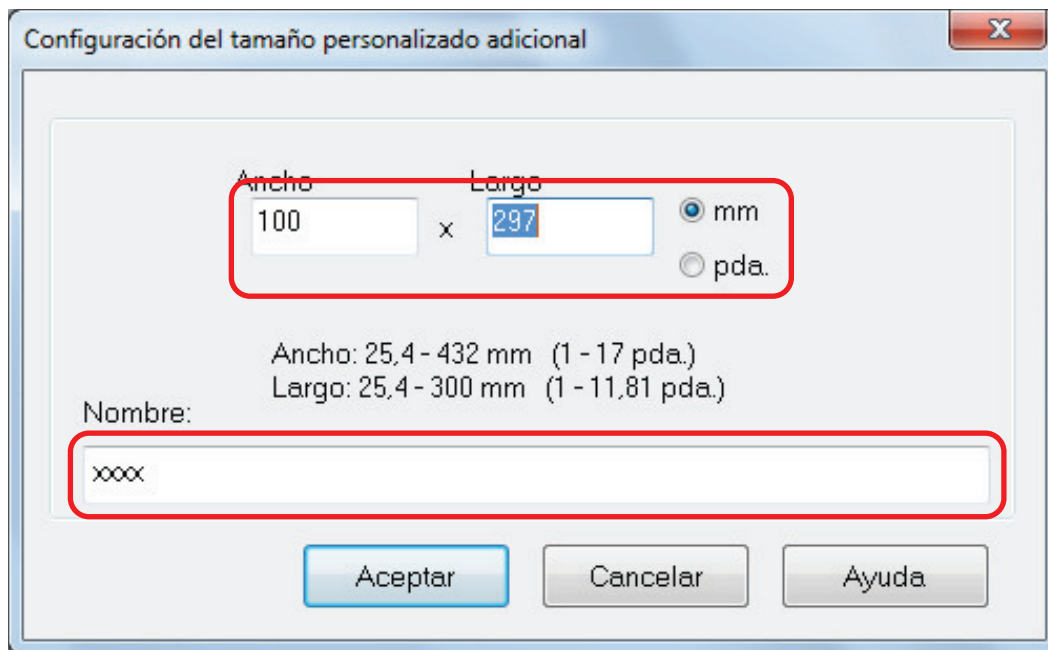 Configuración del tamaño personalizado adicional
Ancho Largo
100 x 297 mm
pda.
Ancho: 25,4 - 432 mm (1 - 17 pda.)
Largo: 25,4 - 300 mm (1 - 11,81 pda.)
Nombre:
xxxx
Aceptar Cancelar Ayuda